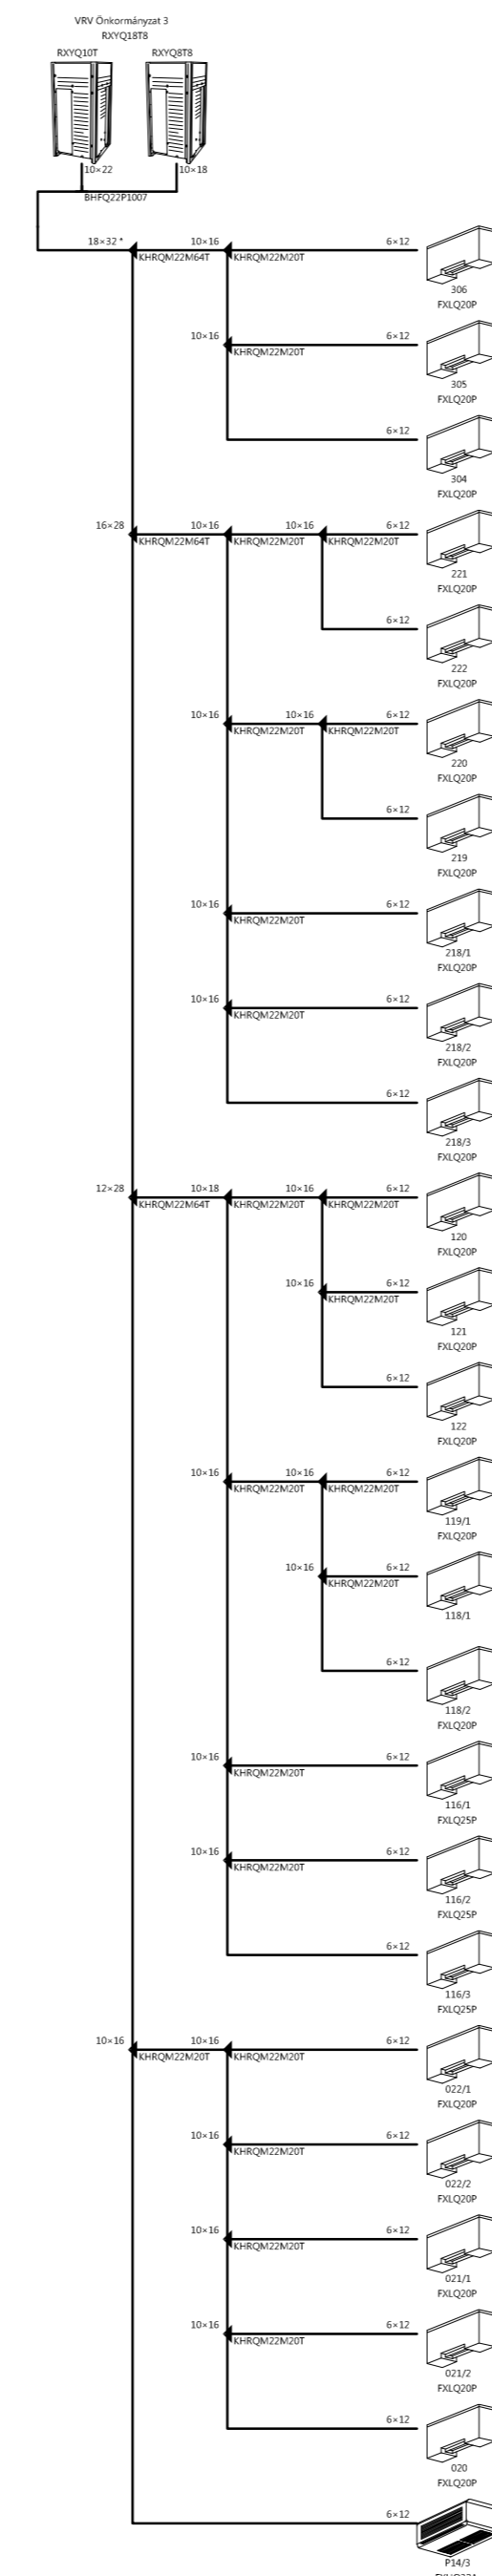 VRV Önkormányzat 3
RXYQ18T8
RXYQ10T RXYQ8T8
10×22 10×18
BHFQ22P1007
18×32 * 10×16 6×12
KHRQM22M64T KHRQM22M20T
306
FXLQ20P
10×16 6×12
KHRQM22M20T
305
FXLQ20P
6×12
304
FXLQ20P
16×28 10×16 10×16 6×12
KHRQM22M64T KHRQM22M20T KHRQM22M20T
221
FXLQ20P
6×12
222
FXLQ20P
10×16 10×16 6×12
KHRQM22M20T KHRQM22M20T
220
FXLQ20P
6×12
219
FXLQ20P
10×16 6×12
KHRQM22M20T
218/1
FXLQ20P
10×16 6×12
KHRQM22M20T
218/2
FXLQ20P
6×12
218/3
FXLQ20P
12×28 10×18 10×16 6×12
KHRQM22M64T KHRQM22M20T KHRQM22M20T
120
FXLQ20P
10×16 6×12
KHRQM22M20T
121
FXLQ20P
6×12
122
FXLQ20P
10×16 10×16 6×12
KHRQM22M20T KHRQM22M20T
119/1
FXLQ20P
10×16 6×12
KHRQM22M20T
118/1
6×12
118/2
FXLQ20P
10×16 6×12
KHRQM22M20T
116/1
FXLQ25P
10×16 6×12
KHRQM22M20T
116/2
FXLQ25P
6×12
116/3
FXLQ25P
10×16 10×16 6×12
KHRQM22M20T KHRQM22M20T
022/1
FXLQ20P
10×16 6×12
KHRQM22M20T
022/2
FXLQ20P
10×16 6×12
KHRQM22M20T
021/1
FXLQ20P
10×16 6×12
KHRQM22M20T
021/2
FXLQ20P
6×12
020
FXLQ20P
6×12
P14/3